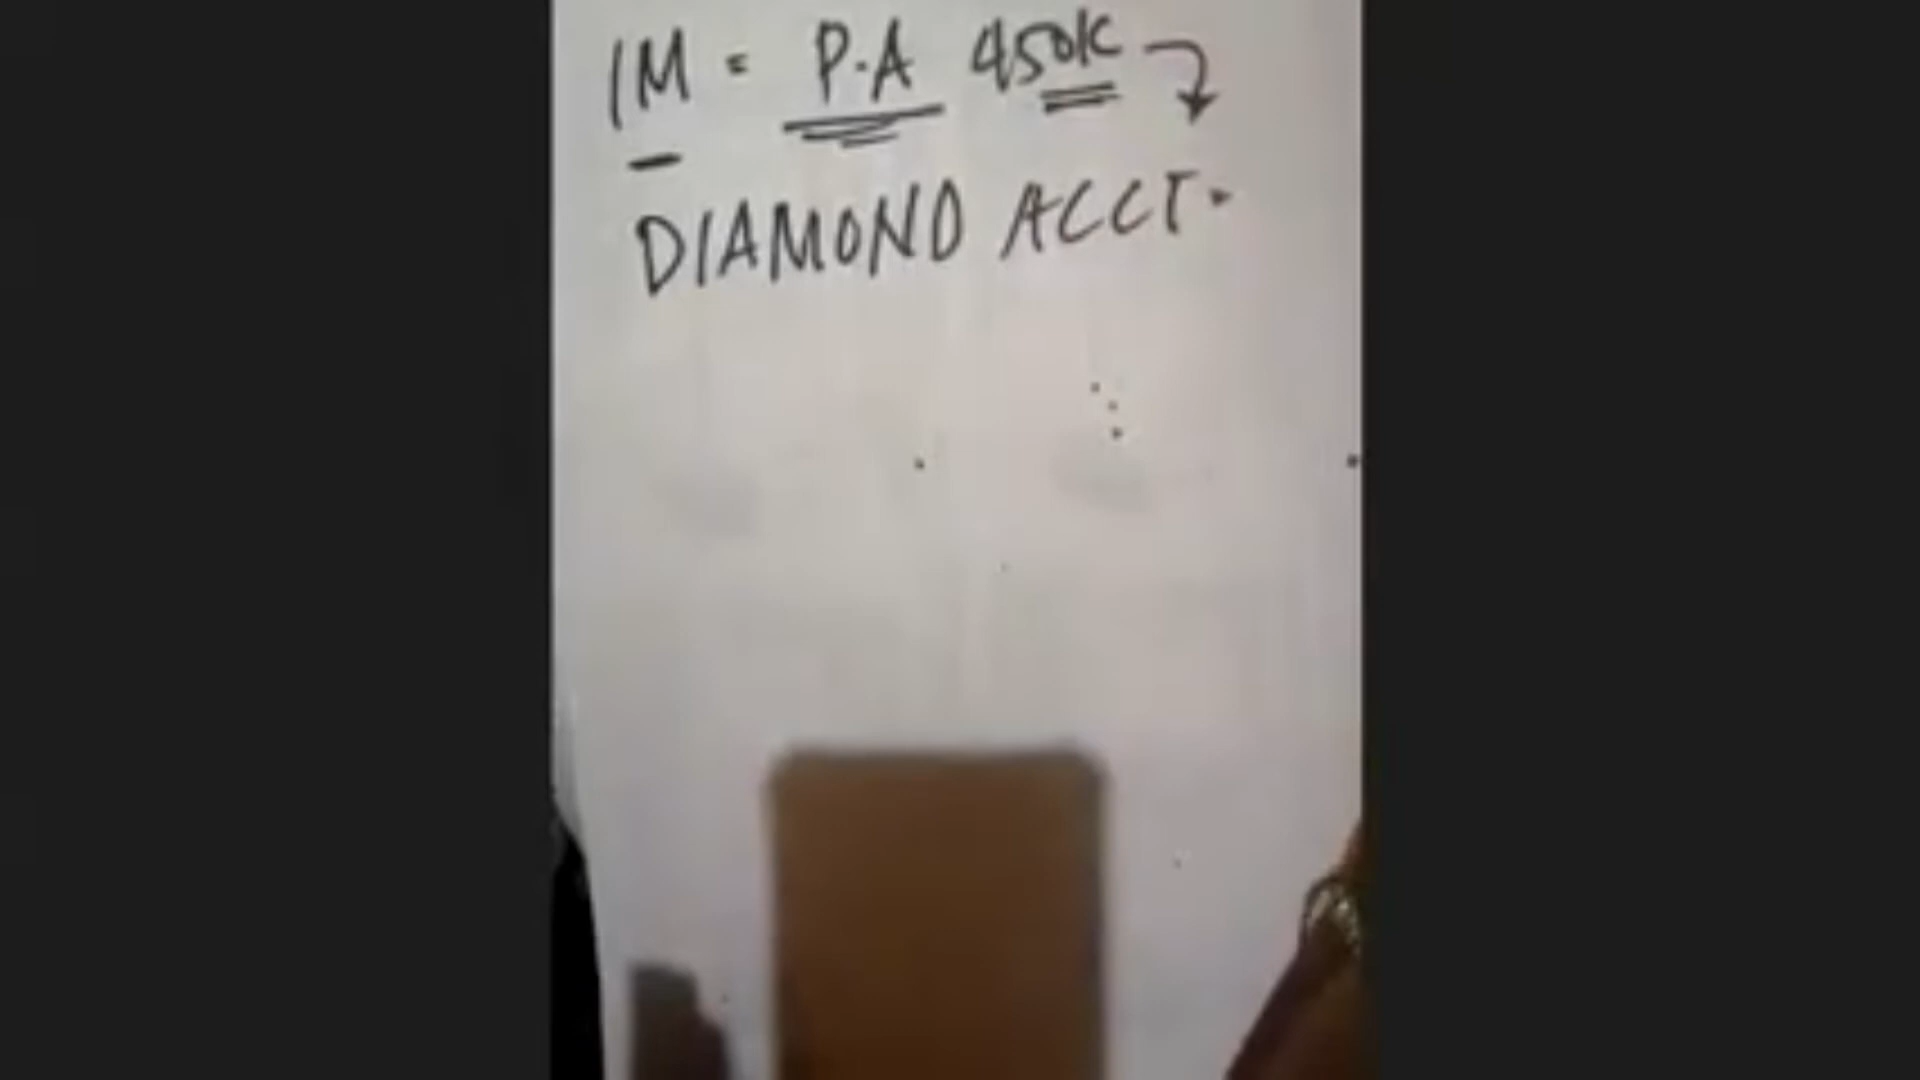 1M = P.A 450K
DIAMOND ACCT.